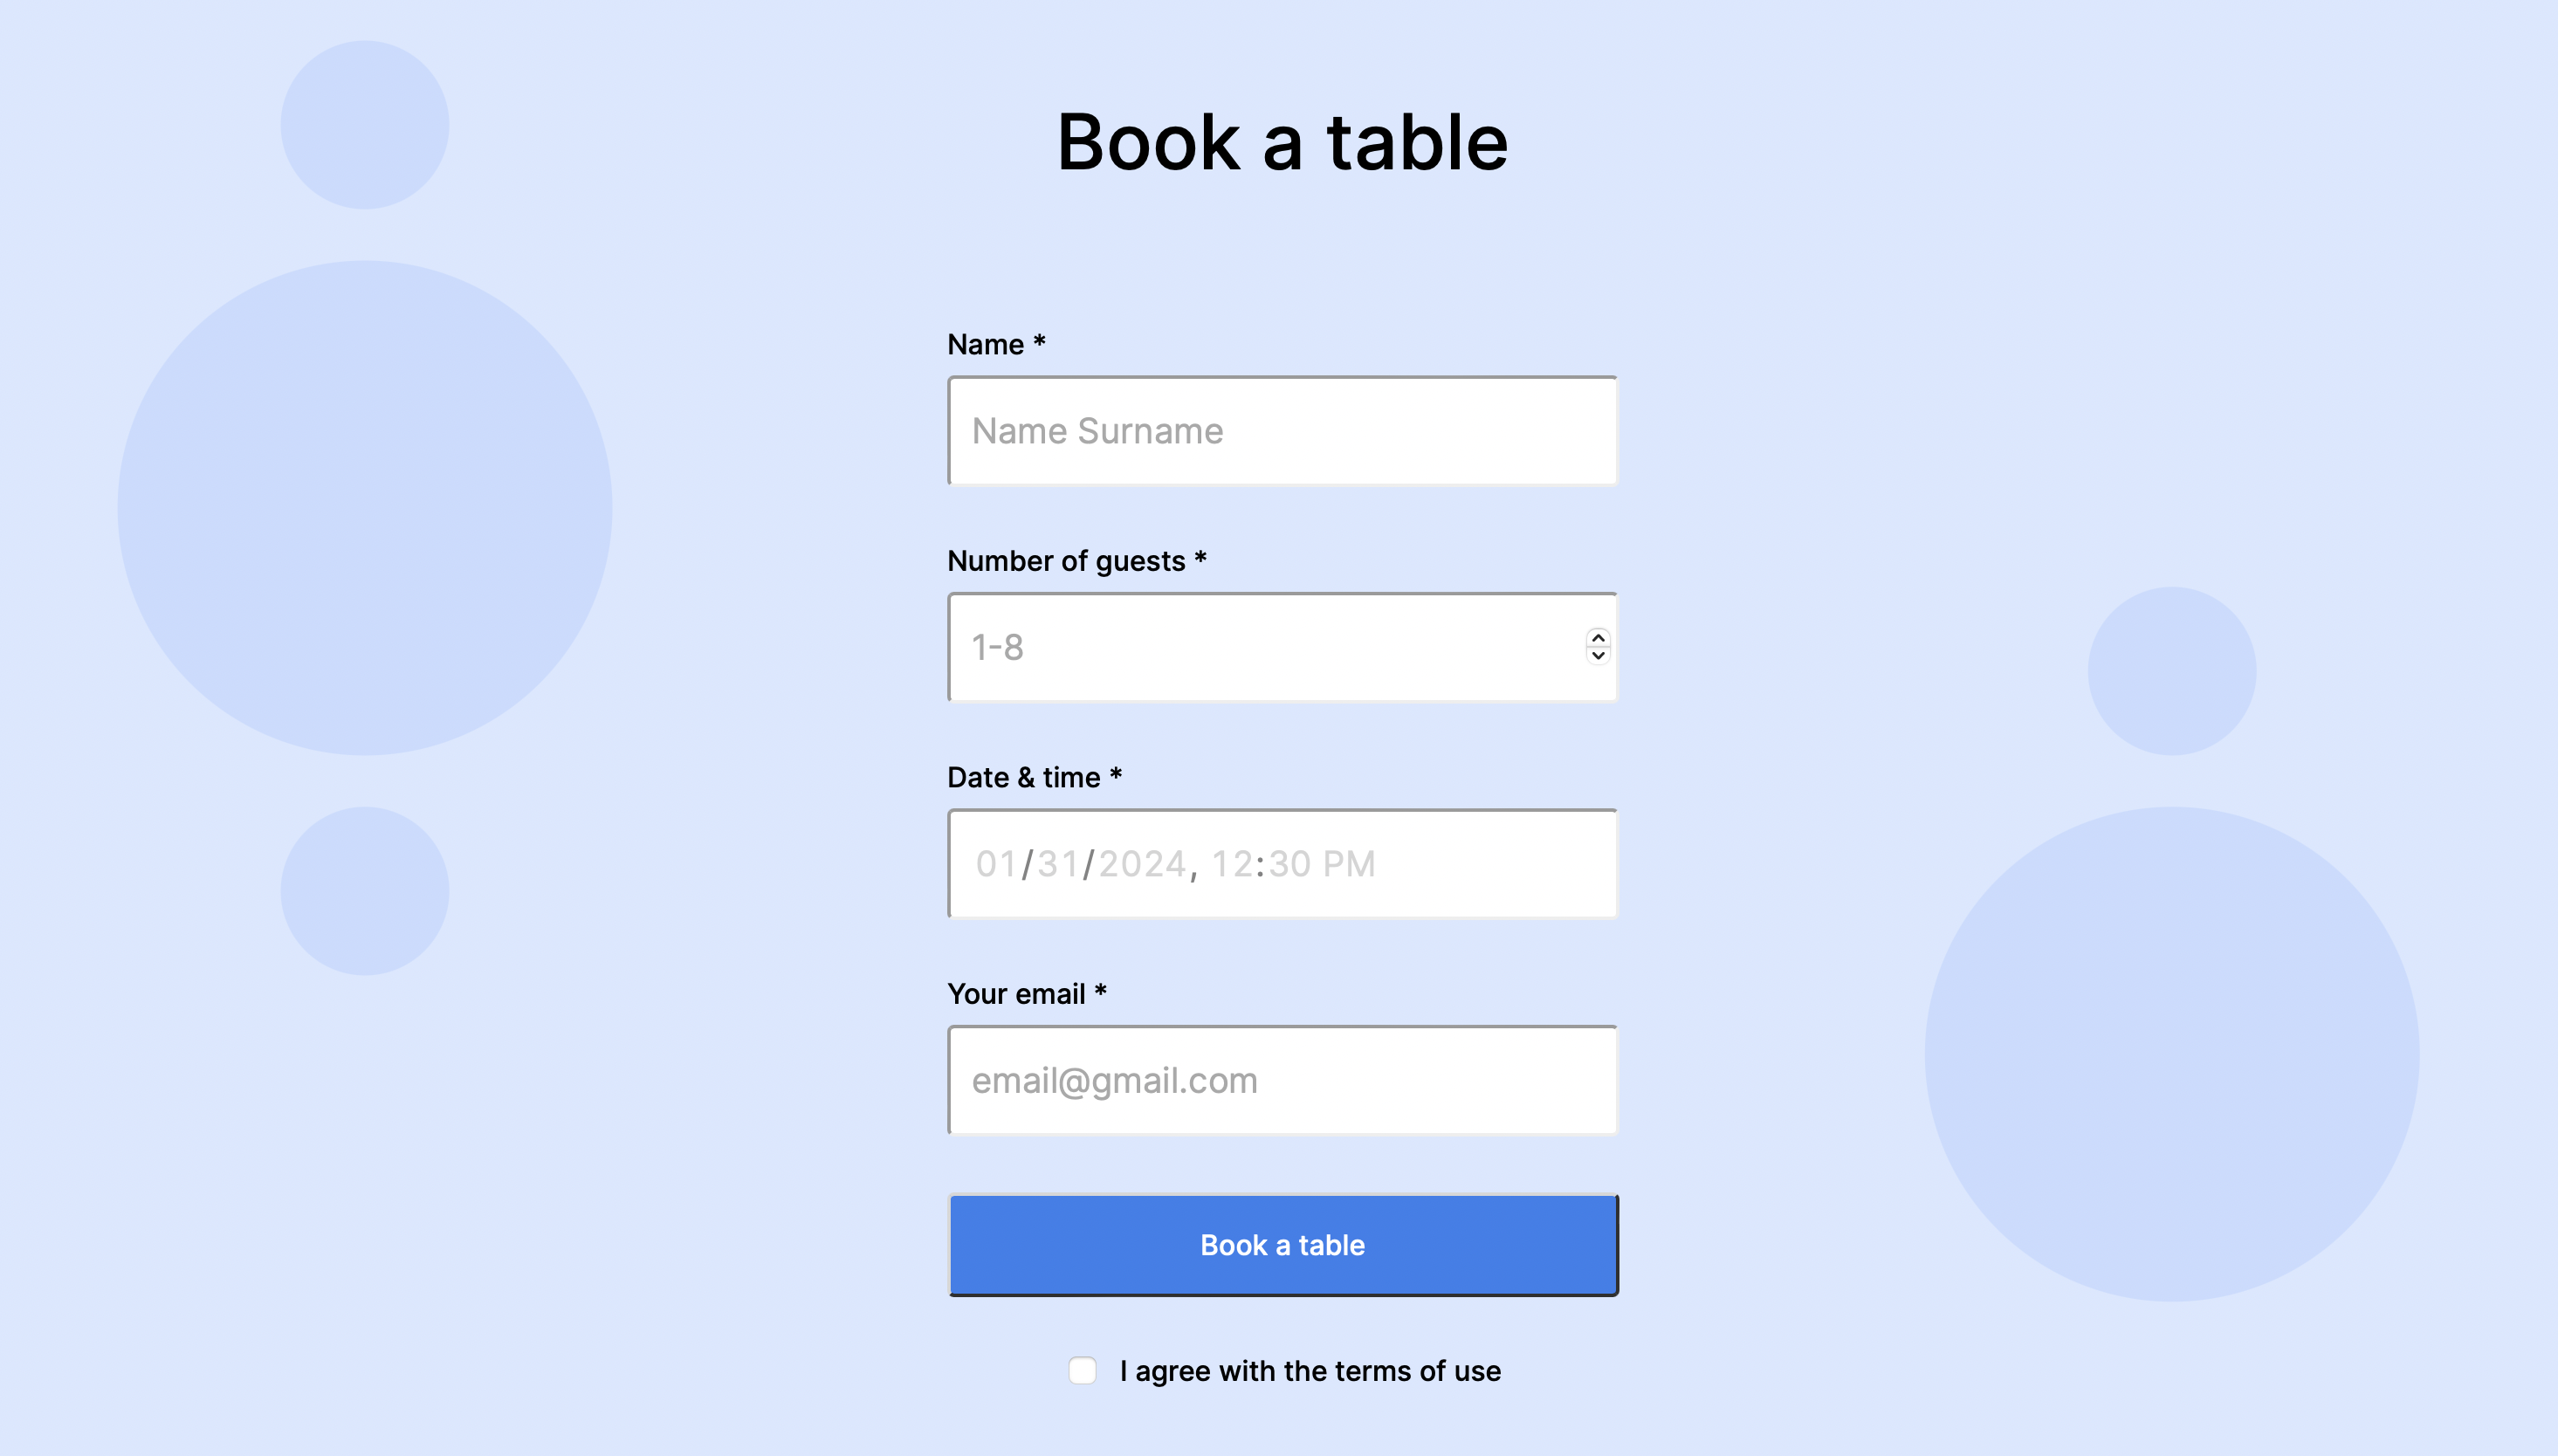 Book a table
Name *
Name Surname
Number of guests *
1-8
Date & time *
01/31/2024, 12:30 PM
Your email *
email@gmail.com
Book a table
I agree with the terms of use